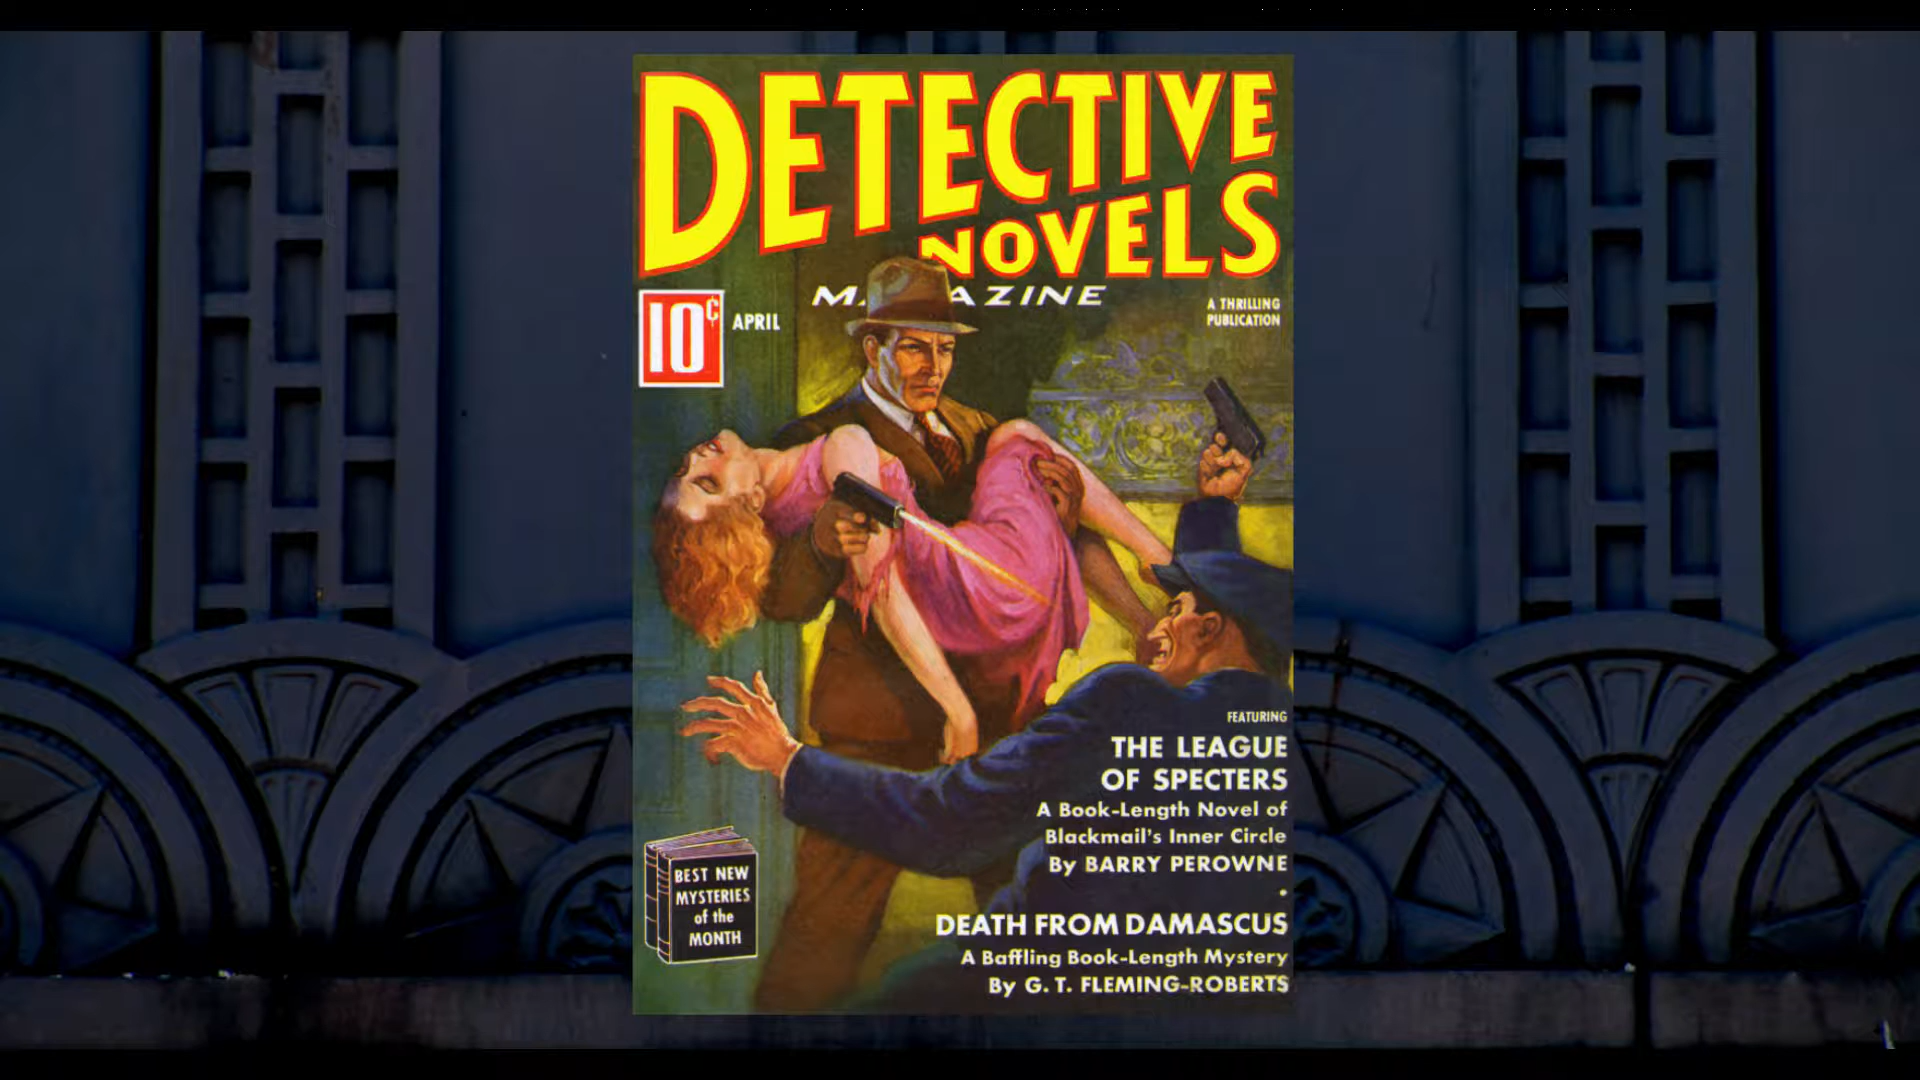 DETECTIVE
NOVELS
MAGAZINE
10¢
APRIL
A THRILLING
PUBLICATION
FEATURING
THE LEAGUE
OF SPECTERS
A Book-Length Novel of
Blackmail's Inner Circle
By BARRY PEROWNE
•
DEATH FROM DAMASCUS
A Baffling Book-Length Mystery
By G. T. FLEMING-ROBERTS
BEST NEW
MYSTERIES
of the
MONTH